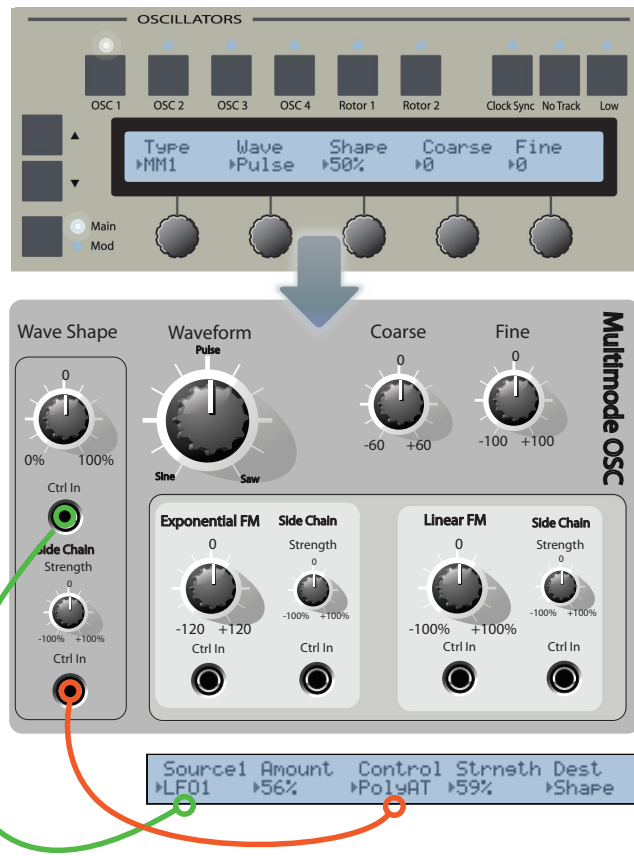 OSCILLATORS
OSC 1 OSC 2 OSC 3 OSC 4 Rotor 1 Rotor 2 Clock Sync No Track Low
Type Wave Shape Coarse Fine
▸MM1 ▸Pulse ▸50% ▸0 ▸0
Main
Mod
Wave Shape Waveform Coarse Fine
Multimode OSC
0
0% 100%
Ctrl In
Side Chain
Strength
0
-100% +100%
Ctrl In
Pulse
Sine Saw
0
-60 +60
0
-100 +100
Exponential FM
0
-120 +120
Ctrl In
Side Chain
Strength
0
-100% +100%
Ctrl In
Linear FM
0
-100% +100%
Ctrl In
Side Chain
Strength
0
-100% +100%
Ctrl In
Source1 Amount Control Strngth Dest
▸LFO1 ▸56% ▸PolyAT ▸59% ▸Shape